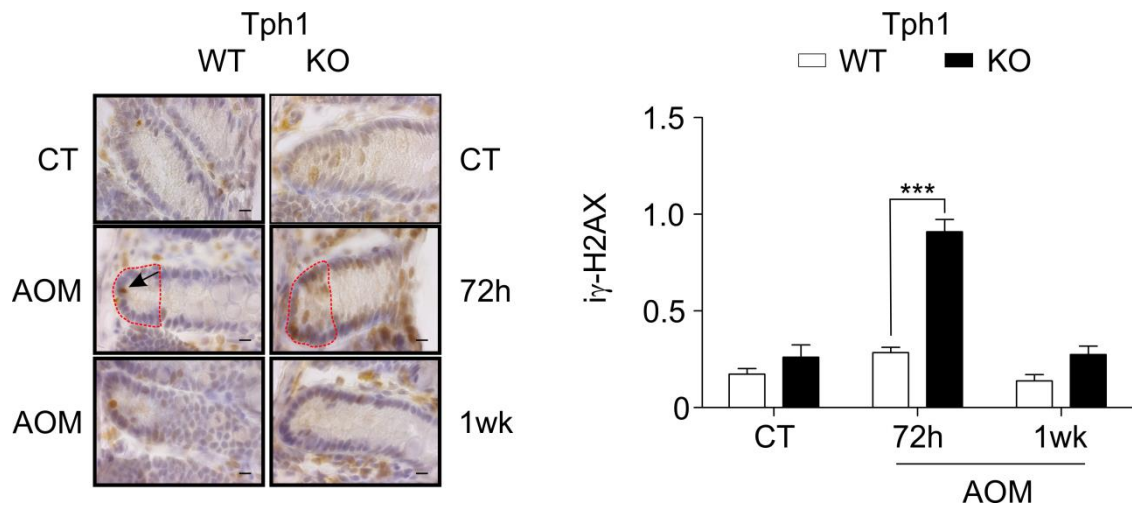 Tph1
WT KO
CT CT
AOM 72h
AOM 1wk
Tph1
WT KO
iγ-H2AX
1.5
1.0
0.5
0
***
CT 72h 1wk
AOM